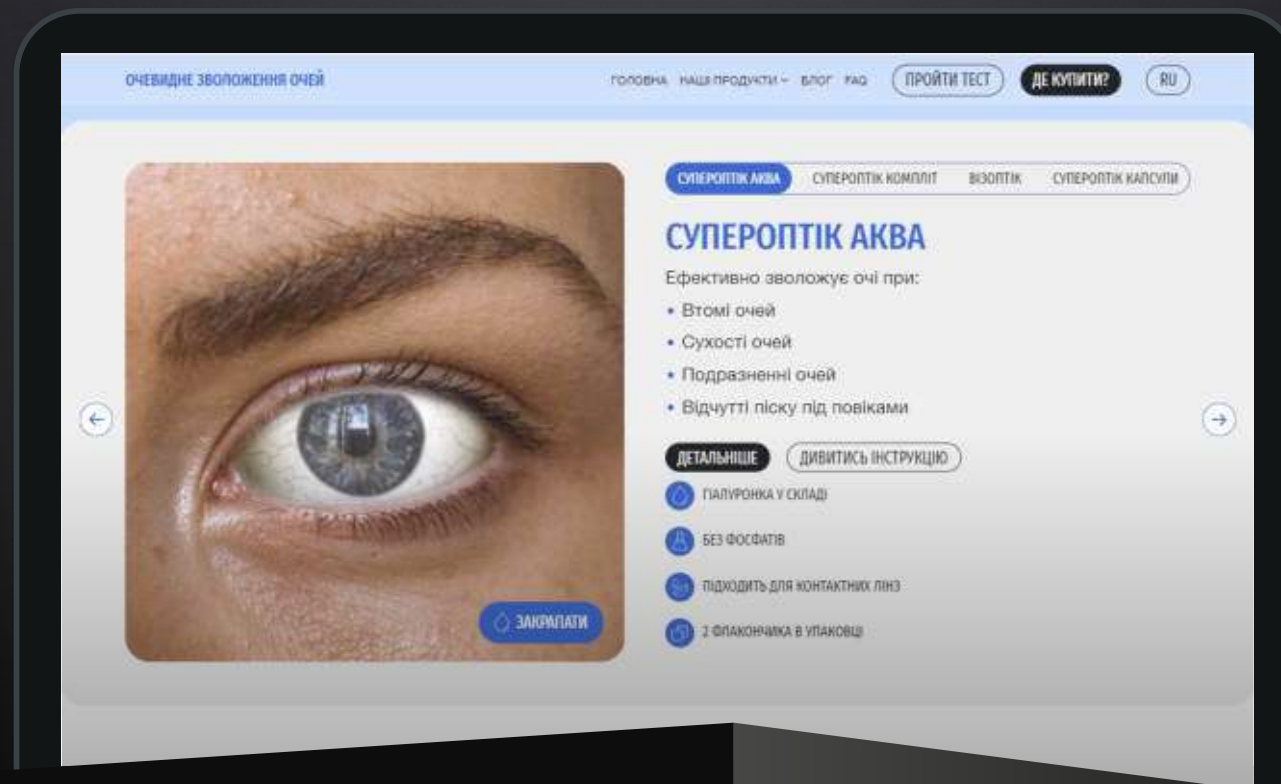 ОЧЕВИДНЕ ЗВОЛОЖЕННЯ ОЧЕЙ
ГОЛОВНА НАШІ ПРОДУКТИ БЛОГ FAQ ПРОЙТИ ТЕСТ ДЕ КУПИТИ? RU
СУПЕРОПТІК АКВА СУПЕРОПТІК КОМПЛІТ ВІЗОПТІК СУПЕРОПТІК КАПСУЛИ
СУПЕРОПТІК АКВА
Ефективно зволожує очі при:
• Втомі очей
• Сухості очей
• Подразненні очей
• Відчутті піску під повіками
ДЕТАЛЬНІШЕ ДИВИТИСЬ ІНСТРУКЦІЮ
ГІАЛУРОНКА У СКЛАДІ
БЕЗ ФОСФАТІВ
ПІДХОДИТЬ ДЛЯ КОНТАКТНИХ ЛІНЗ
2 ФЛАКОНЧИКА В УПАКОВЦІ
ЗАКРАПАТИ